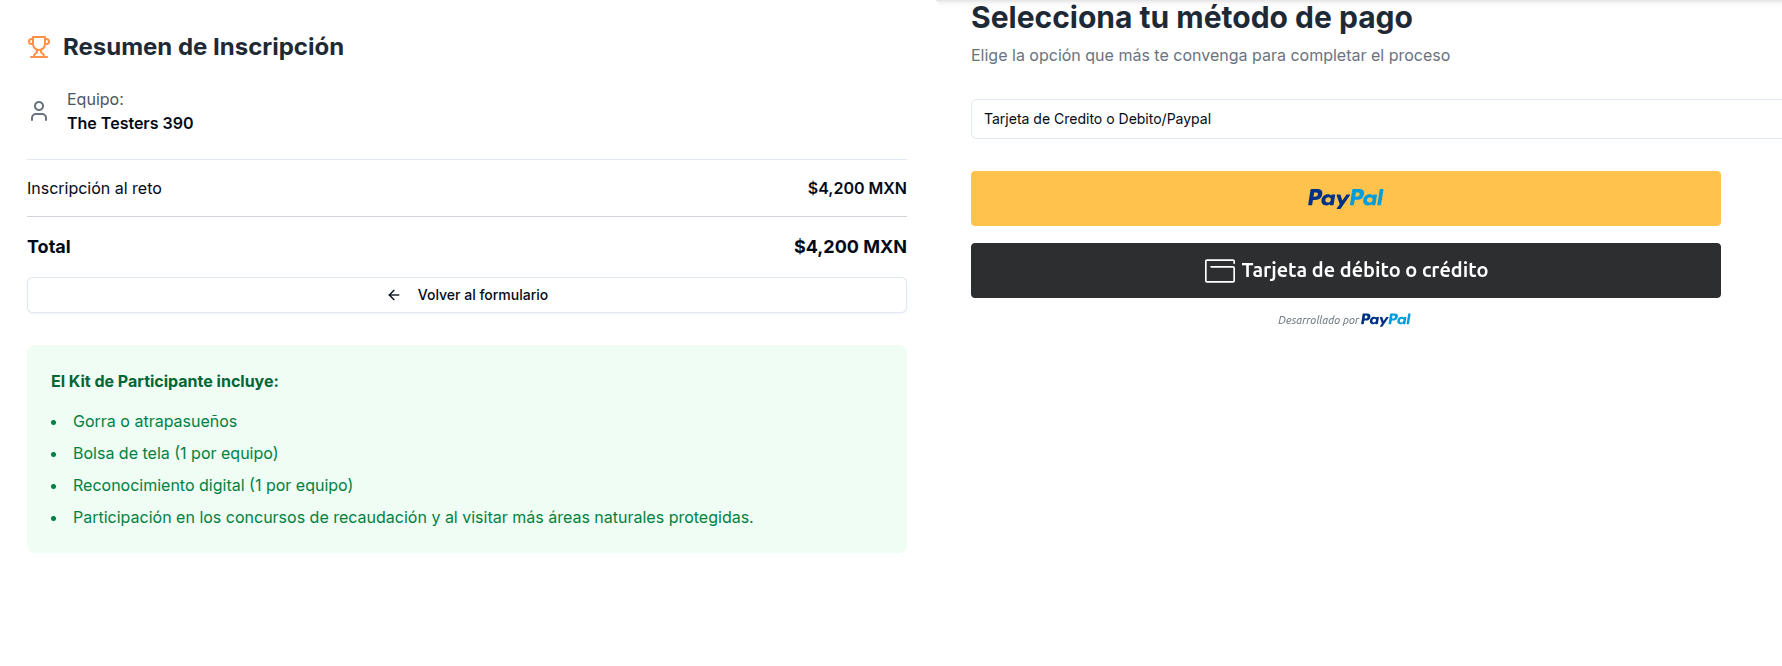 Resumen de Inscripción
Equipo:
The Testers 390
Inscripción al reto $4,200 MXN
Total $4,200 MXN
Volver al formulario
El Kit de Participante incluye:
Gorra o atrapasueños
Bolsa de tela (1 por equipo)
Reconocimiento digital (1 por equipo)
Participación en los concursos de recaudación y al visitar más áreas naturales protegidas.
Selecciona tu método de pago
Elige la opción que más te convenga para completar el proceso
Tarjeta de Credito o Debito/Paypal
PayPal
Tarjeta de débito o crédito
Desarrollado por PayPal